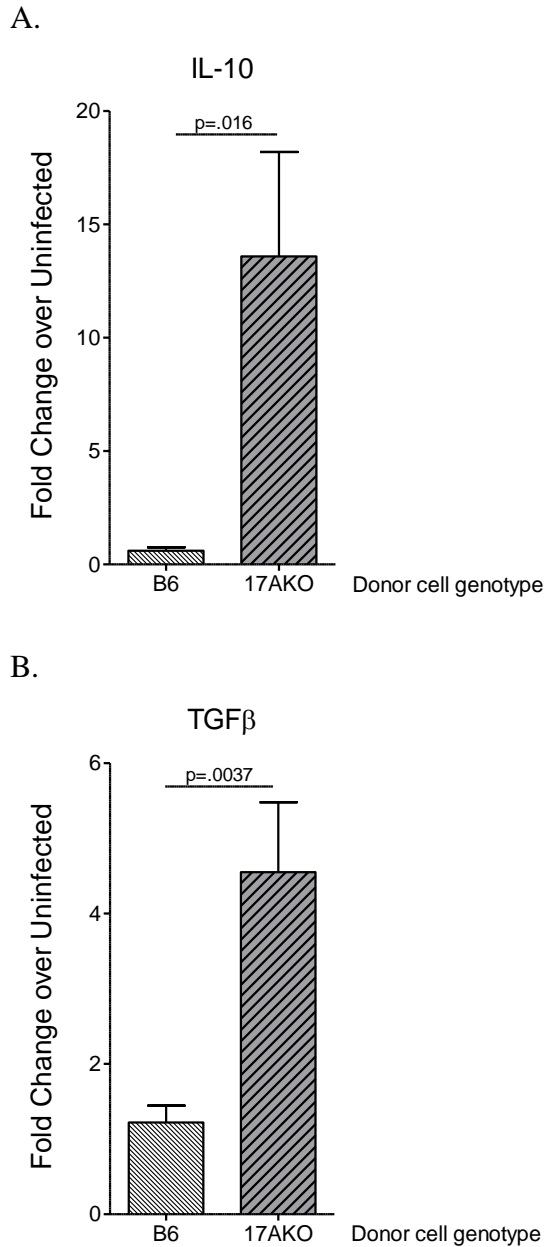 A.
IL-10
20
p=.016
15
10
5
0
Fold Change over Uninfected
B6 17AKO Donor cell genotype
B.
TGFβ
6
p=.0037
4
2
0
Fold Change over Uninfected
B6 17AKO Donor cell genotype